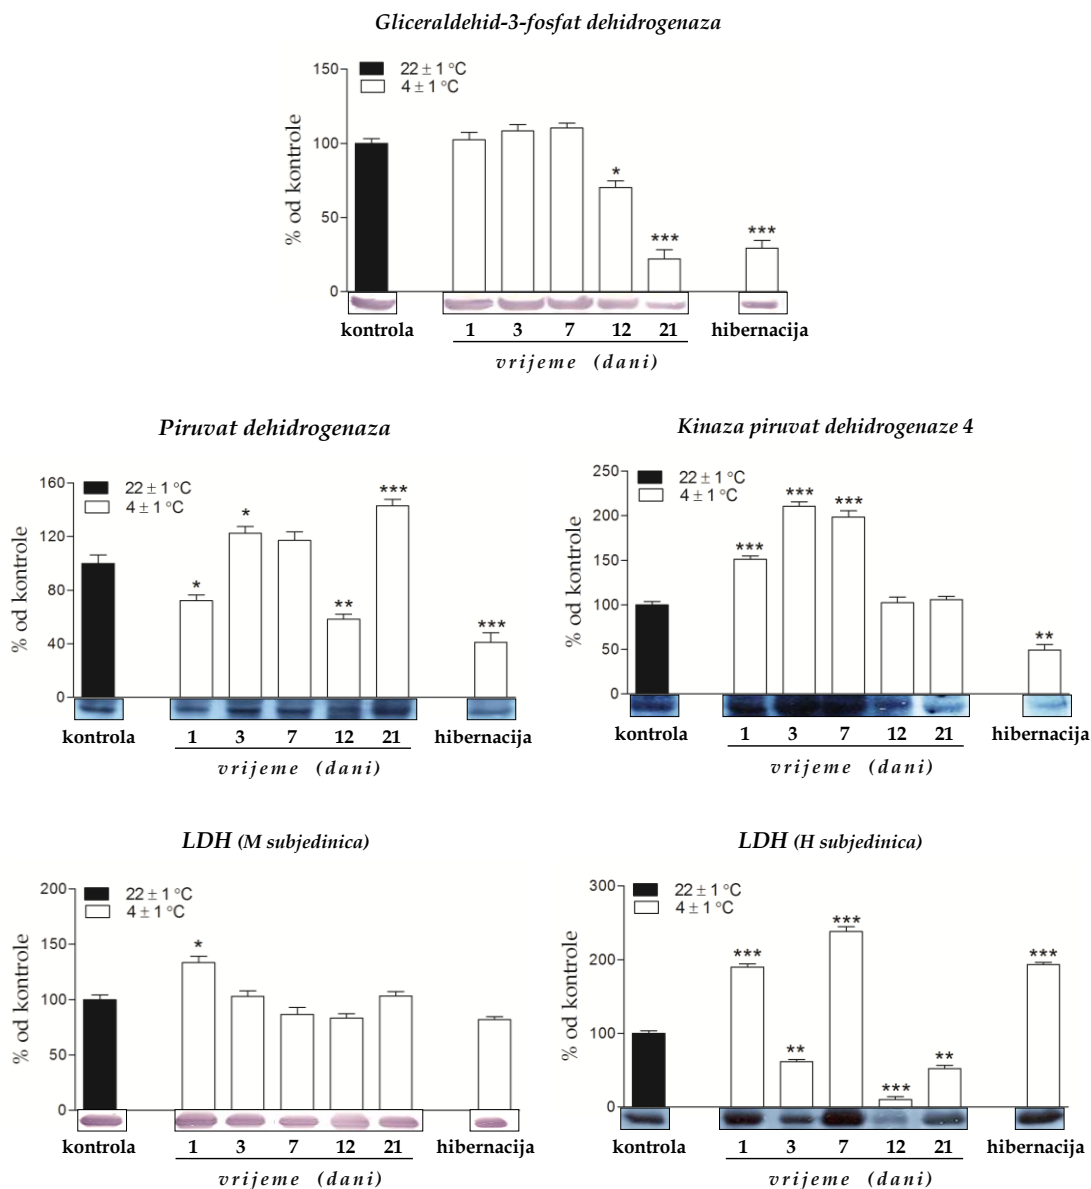 Gliceraldehid-3-fosfat dehidrogenaza
22 ± 1 °C
4 ± 1 °C
% od kontrole
150
100
50
0
*
***
***
kontrola 1 3 7 12 21 hibernacija
vrijeme (dani)
Piruvat dehidrogenaza
22 ± 1 °C
4 ± 1 °C
% od kontrole
160
120
80
40
0
*
*
**
***
***
kontrola 1 3 7 12 21 hibernacija
vrijeme (dani)
Kinaza piruvat dehidrogenaze 4
22 ± 1 °C
4 ± 1 °C
% od kontrole
250
200
150
100
50
0
***
***
***
**
kontrola 1 3 7 12 21 hibernacija
vrijeme (dani)
LDH (M subjedinica)
22 ± 1 °C
4 ± 1 °C
% od kontrole
200
150
100
50
0
*
kontrola 1 3 7 12 21 hibernacija
vrijeme (dani)
LDH (H subjedinica)
22 ± 1 °C
4 ± 1 °C
% od kontrole
300
200
100
0
***
**
***
***
**
***
kontrola 1 3 7 12 21 hibernacija
vrijeme (dani)